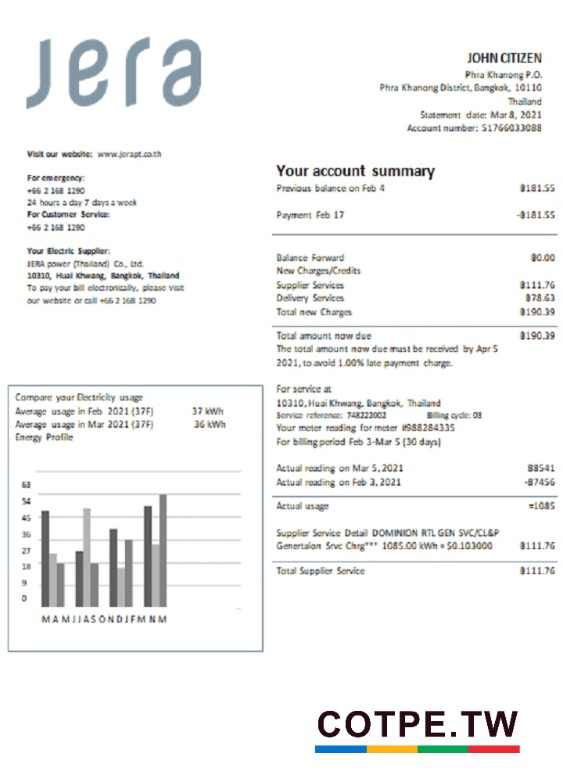 Jera
JOHN CITIZEN
Phra Khanong P.O.
Phra Khanong District, Bangkok, 10110
Thailand
Statement date: Mar 8, 2021
Account number: 51766033088
Visit our website: www.jerapt.co.th
For emergency:
+66 2 168 1290
24 hours a day 7 days a week
For Customer Service:
+66 2 168 1290
Your Electric Supplier:
JERA power (Thailand) Co., Ltd.
10310, Huai Khwang, Bangkok, Thailand
To pay your bill electronically, please visit
our website or call +66 2 168 1290
Your account summary
Previous balance on Feb 4 ฿181.55
Payment Feb 17 -฿181.55
Balance Forward ฿0.00
New Charges/Credits
Supplier Services ฿111.76
Delivery Services ฿78.63
Total new Charges ฿190.39
Total amount now due ฿190.39
The total amount now due must be received by Apr 5
2021, to avoid 1.00% late payment charge.
For service at
10310, Huai Khwang, Bangkok, Thailand
Service reference: 748222002 Billing cycle: 03
Your meter reading for meter #988284335
For billing period Feb 3-Mar 5 (30 days)
Actual reading on Mar 5, 2021 88541
Actual reading on Feb 3, 2021 -87456
Actual usage =1085
Supplier Service Detail DOMINION RTL GEN SVC/CL&P
Genertaion Srvc Chrg*** 1085.00 kWh × $0.103000 ฿111.76
Total Supplier Service ฿111.76
Compare your Electricity usage
Average usage in Feb 2021 (37F) 37 kWh
Average usage in Mar 2021 (37F) 36 kWh
Energy Profile
63
54
45
36
27
18
9
0
M A M J J A S O N D J F M N M
COTPE.TW